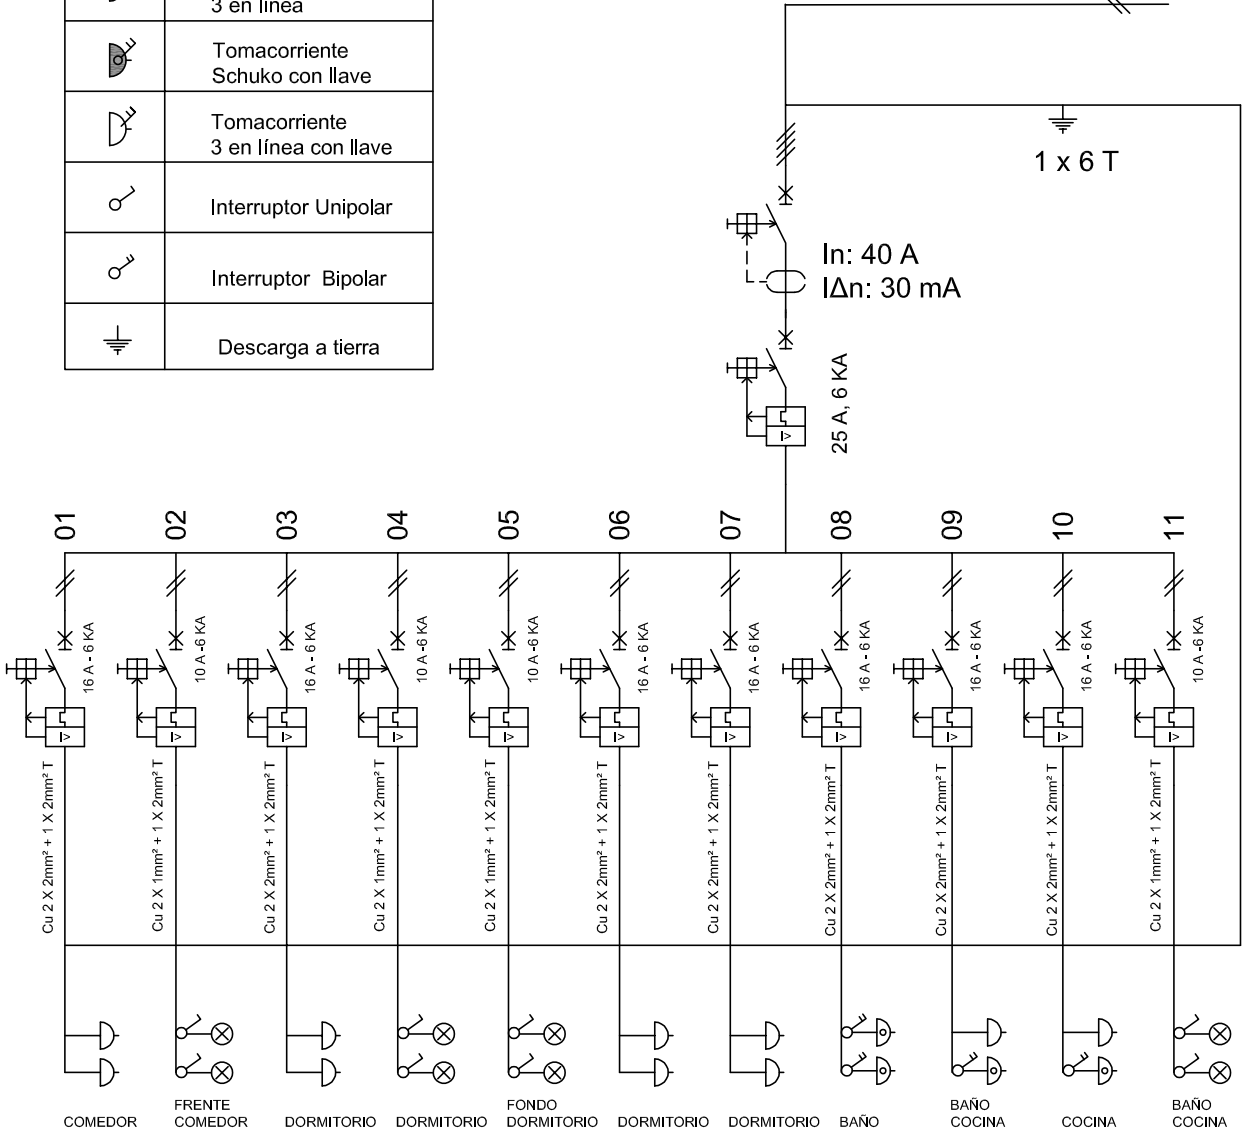 3 en línea
Tomacorriente
Schuko con llave
Tomacorriente
3 en línea con llave
Interruptor Unipolar
Interruptor Bipolar
Descarga a tierra
1 x 6 T
In: 40 A
IΔn: 30 mA
25 A, 6 KA
01
02
03
04
05
06
07
08
09
10
11
16 A - 6 KA
10 A -6 KA
16 A - 6 KA
10 A -6 KA
10 A -6 KA
16 A - 6 KA
16 A - 6 KA
16 A - 6 KA
16 A - 6 KA
16 A - 6 KA
10 A -6 KA
I>
I>
I>
I>
I>
I>
I>
I>
I>
I>
I>
I>
Cu 2 X 2mm² + 1 X 2mm² T
Cu 2 X 1mm² + 1 X 2mm² T
Cu 2 X 2mm² + 1 X 2mm² T
Cu 2 X 1mm² + 1 X 2mm² T
Cu 2 X 1mm² + 1 X 2mm² T
Cu 2 X 2mm² + 1 X 2mm² T
Cu 2 X 2mm² + 1 X 2mm² T
Cu 2 X 2mm² + 1 X 2mm² T
Cu 2 X 2mm² + 1 X 2mm² T
Cu 2 X 2mm² + 1 X 2mm² T
Cu 2 X 1mm² + 1 X 2mm² T
COMEDOR
FRENTE
COMEDOR
DORMITORIO
DORMITORIO
FONDO
DORMITORIO
DORMITORIO
DORMITORIO
BAÑO
BAÑO
COCINA
COCINA
BAÑO
COCINA